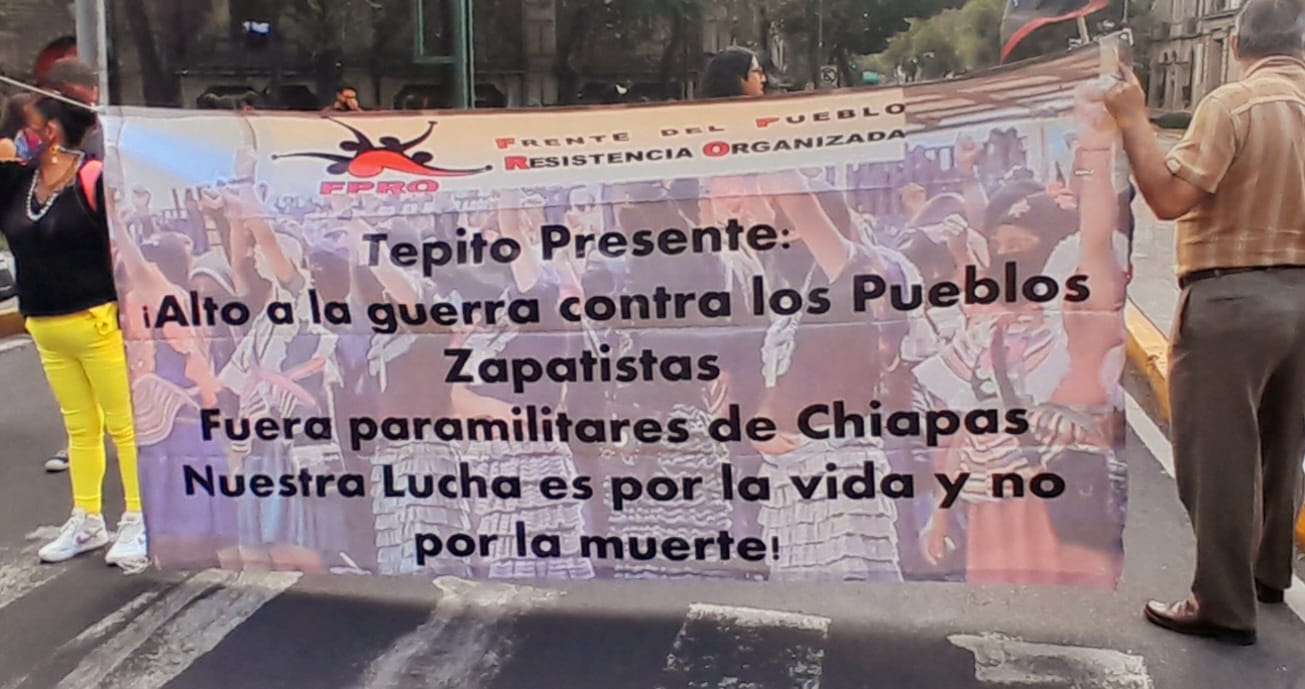 FRENTE DEL PUEBLO
RESISTENCIA ORGANIZADA
FPRO
Tepito Presente:
¡Alto a la guerra contra los Pueblos
Zapatistas
Fuera paramilitares de Chiapas
Nuestra Lucha es por la vida y no
por la muerte!